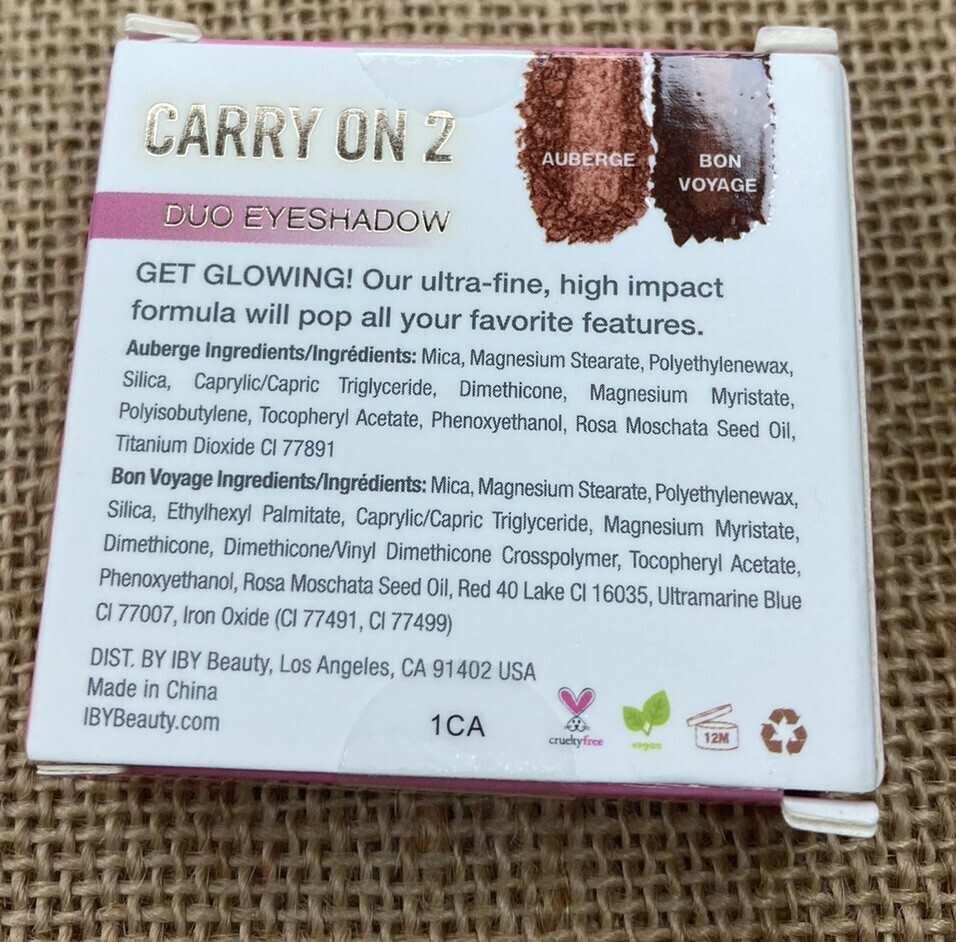 CARRY ON 2
AUBERGE
BON
VOYAGE
DUO EYESHADOW
GET GLOWING! Our ultra-fine, high impact
formula will pop all your favorite features.
Auberge Ingredients/Ingrédients: Mica, Magnesium Stearate, Polyethylenewax,
Silica, Caprylic/Capric Triglyceride, Dimethicone, Magnesium Myristate,
Polyisobutylene, Tocopheryl Acetate, Phenoxyethanol, Rosa Moschata Seed Oil,
Titanium Dioxide CI 77891
Bon Voyage Ingredients/Ingrédients: Mica, Magnesium Stearate, Polyethylenewax,
Silica, Ethylhexyl Palmitate, Caprylic/Capric Triglyceride, Magnesium Myristate,
Dimethicone, Dimethicone/Vinyl Dimethicone Crosspolymer, Tocopheryl Acetate,
Phenoxyethanol, Rosa Moschata Seed Oil, Red 40 Lake CI 16035, Ultramarine Blue
CI 77007, Iron Oxide (CI 77491, CI 77499)
DIST. BY IBY Beauty, Los Angeles, CA 91402 USA
Made in China
IBYBeauty.com
1CA
crueltyfree
vegan
12M